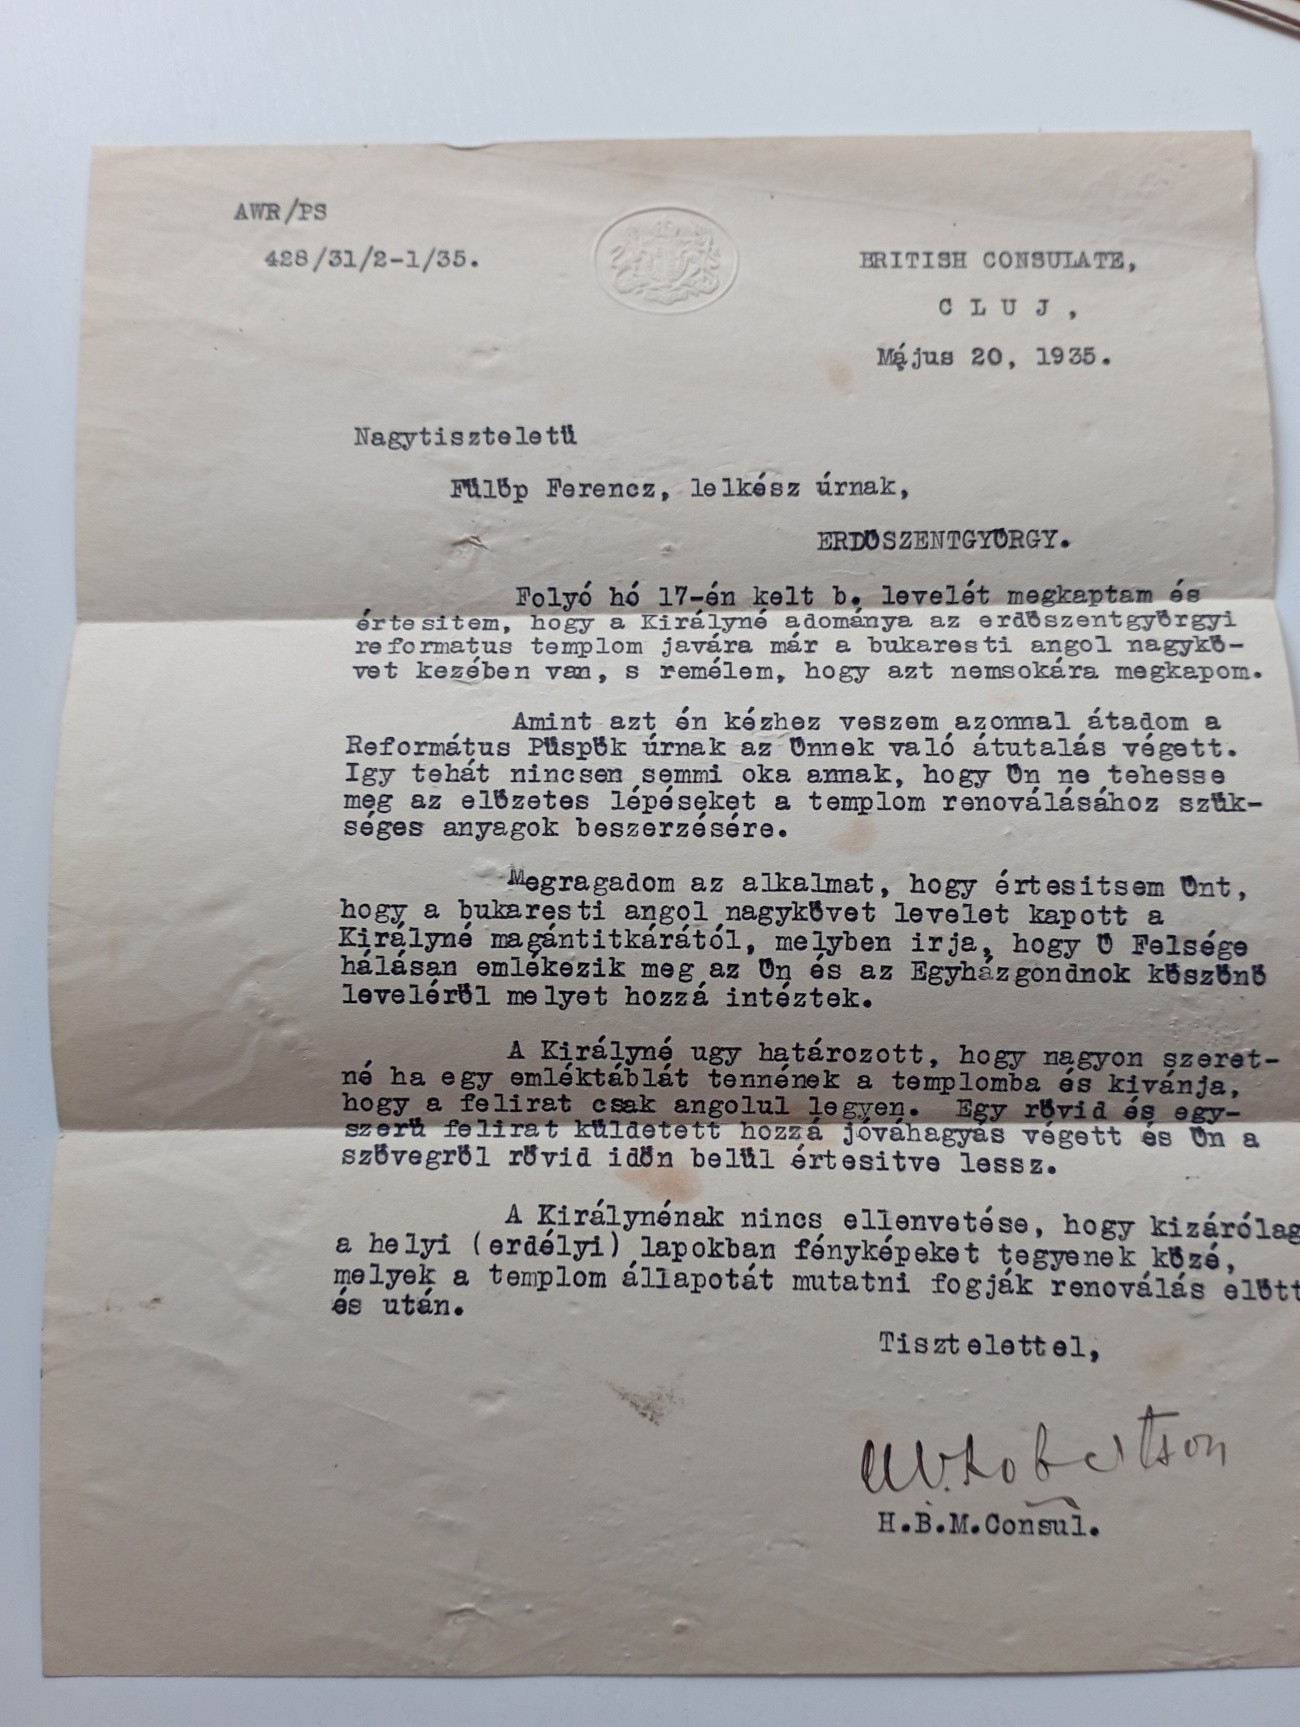 AWR/PS
428/31/2-1/35.
BRITISH CONSULATE,
C L U J ,
Május 20, 1935.
Nagytiszteletü
Fülöp Ferencz, lelkész úrnak,
ERDÖSZENTGYÖRGY.
Folyó hó 17-én kelt b. levelét megkaptam és
értesitem, hogy a Királyné adománya az erdöszentgyörgyi
reformatus templom javára már a bukaresti angol nagykö-
vet kezében van, s remélem, hogy azt nemsokára megkapom.
Amint azt én kézhez veszem azonnal átadom a
Református Püspök úrnak az Önnek való átutalás végett.
Igy tehát nincsen semmi oka annak, hogy Ön ne tehesse
meg az elözetes lépéseket a templom renoválásához szük-
séges anyagok beszerzésére.
Megragadom az alkalmat, hogy értesitsem Önt,
hogy a bukaresti angol nagykövet levelet kapott a
Királyné magántitkárától, melyben irja, hogy Ö Felsége
hálásan emlékezik meg az Ön és az Egyházgondnok köszönö
leveléröl melyet hozzá intéztek.
A Királyné ugy határozott, hogy nagyon szeret-
né ha egy emléktáblát tennének a templomba és kivánja,
hogy a felirat csak angolul legyen. Egy rövid és egy-
szerü felirat küldetett hozzá jóváhagyás végett és Ön a
szövegröl rövid idön belül értesitve lessz.
A Királynénak nincs ellenvetése, hogy kizárólag
a helyi (erdélyi) lapokban fényképeket tegyenek közé,
melyek a templom állapotát mutatni fogják renoválás elött
és után.
Tisztelettel,
Robertson
H.B.M.Consul.